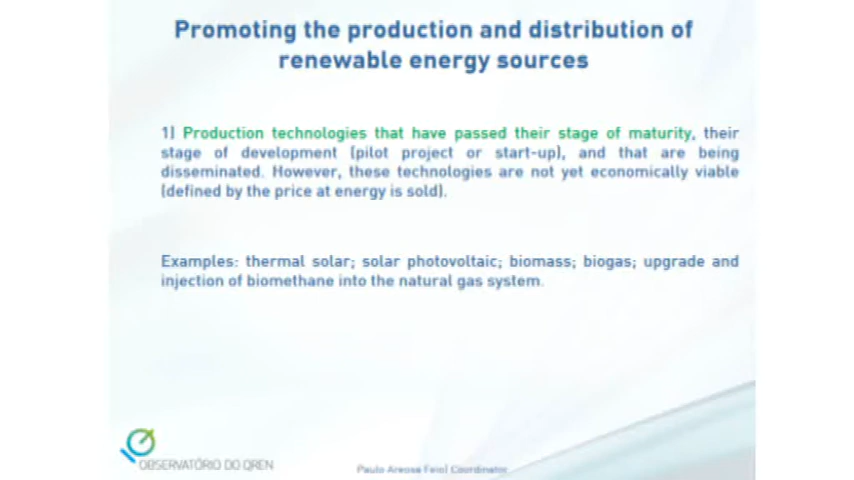 Promoting the production and distribution of
renewable energy sources
1) Production technologies that have passed their stage of maturity, their
stage of development (pilot project or start-up), and that are being
disseminated. However, these technologies are not yet economically viable
(defined by the price at energy is sold).
Examples: thermal solar; solar photovoltaic; biomass; biogas; upgrade and
injection of biomethane into the natural gas system.
OBSERVATÓRIO DO QREN
Paulo Areosa Feio| Coordinator